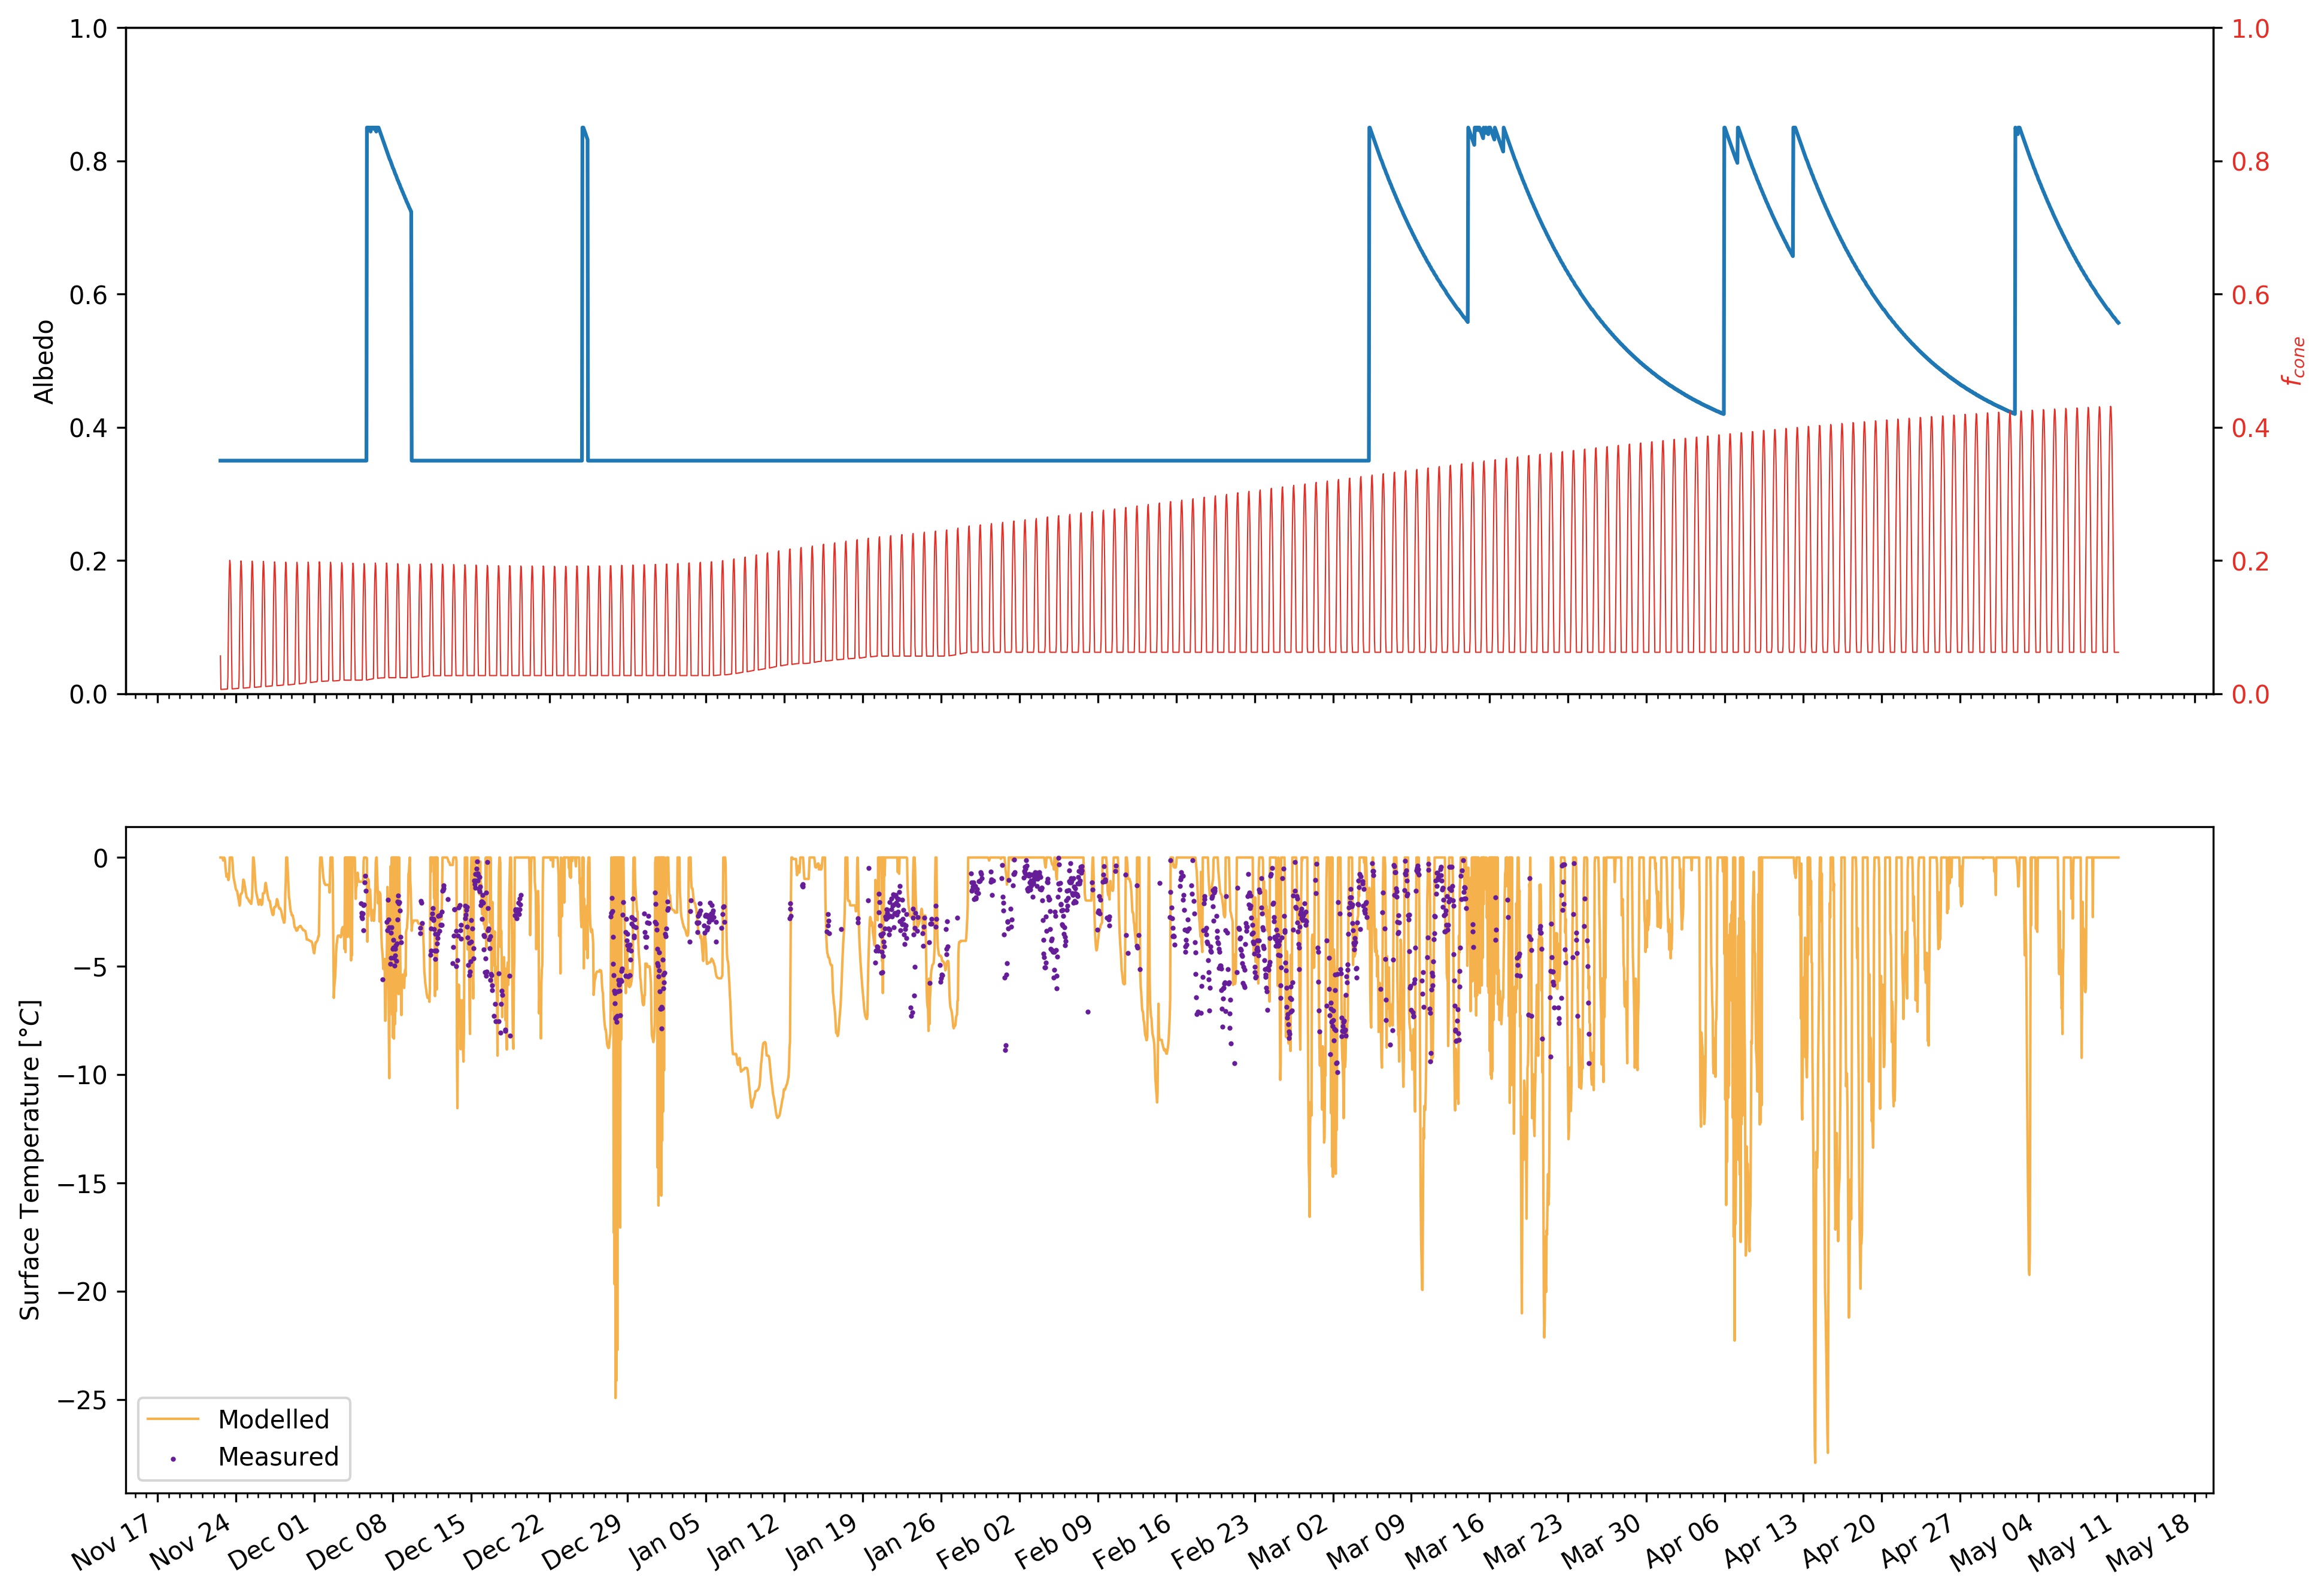 1.0
0.8
0.6
0.4
0.2
0.0
Albedo
1.0
0.8
0.6
0.4
0.2
0.0
f_cone
0
−5
−10
−15
−20
−25
Surface Temperature [°C]
Modelled
Measured
Nov 17
Nov 24
Dec 01
Dec 08
Dec 15
Dec 22
Dec 29
Jan 05
Jan 12
Jan 19
Jan 26
Feb 02
Feb 09
Feb 16
Feb 23
Mar 02
Mar 09
Mar 16
Mar 23
Mar 30
Apr 06
Apr 13
Apr 20
Apr 27
May 04
May 11
May 18